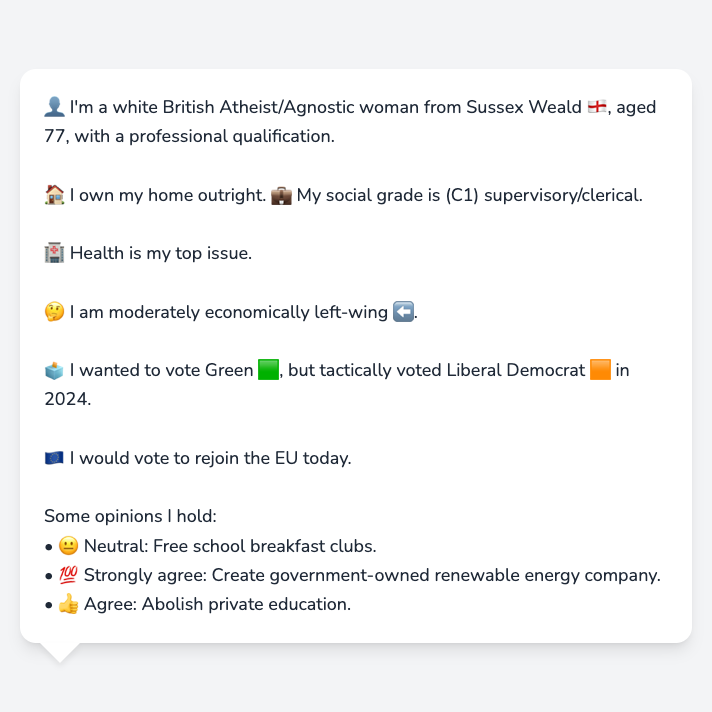 👤 I'm a white British Atheist/Agnostic woman from Sussex Weald 🏴󠁧󠁢󠁥󠁮󠁧󠁿, aged
77, with a professional qualification.
🏠 I own my home outright. 💼 My social grade is (C1) supervisory/clerical.
🏥 Health is my top issue.
🤔 I am moderately economically left-wing ⬅️.
🗳️ I wanted to vote Green 🟩, but tactically voted Liberal Democrat 🟧 in
2024.
🇪🇺 I would vote to rejoin the EU today.
Some opinions I hold:
• 😐 Neutral: Free school breakfast clubs.
• 💯 Strongly agree: Create government-owned renewable energy company.
• 👍 Agree: Abolish private education.